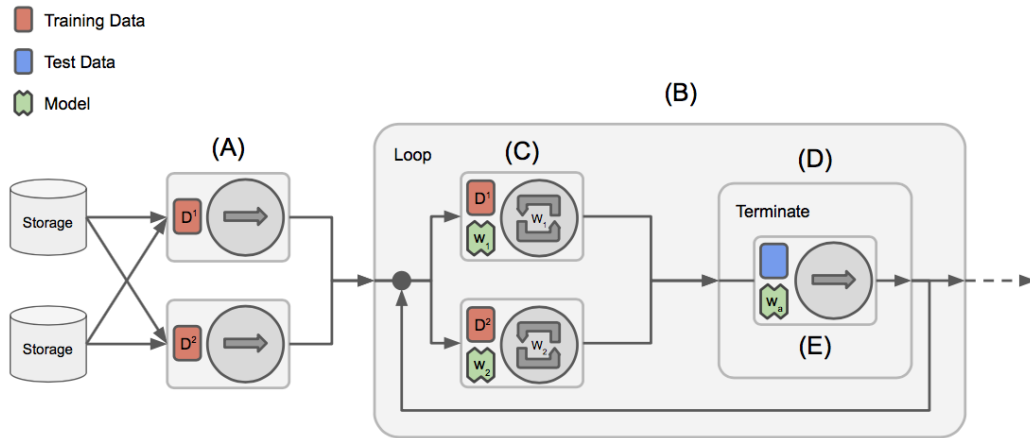 Training Data
Test Data
Model
(A)
(B)
Loop
(C)
(D)
Storage
D¹
D¹
w₁
W₁
Terminate
wₐ
(E)
Storage
D²
D²
w₂
W₂